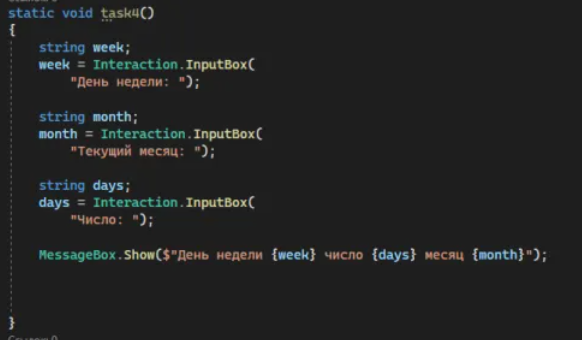 static void task4()
{
string week;
week = Interaction.InputBox(
"День недели: ");
string month;
month = Interaction.InputBox(
"Текущий месяц: ");
string days;
days = Interaction.InputBox(
"Число: ");
MessageBox.Show($"День недели {week} число {days} месяц {month}");
}